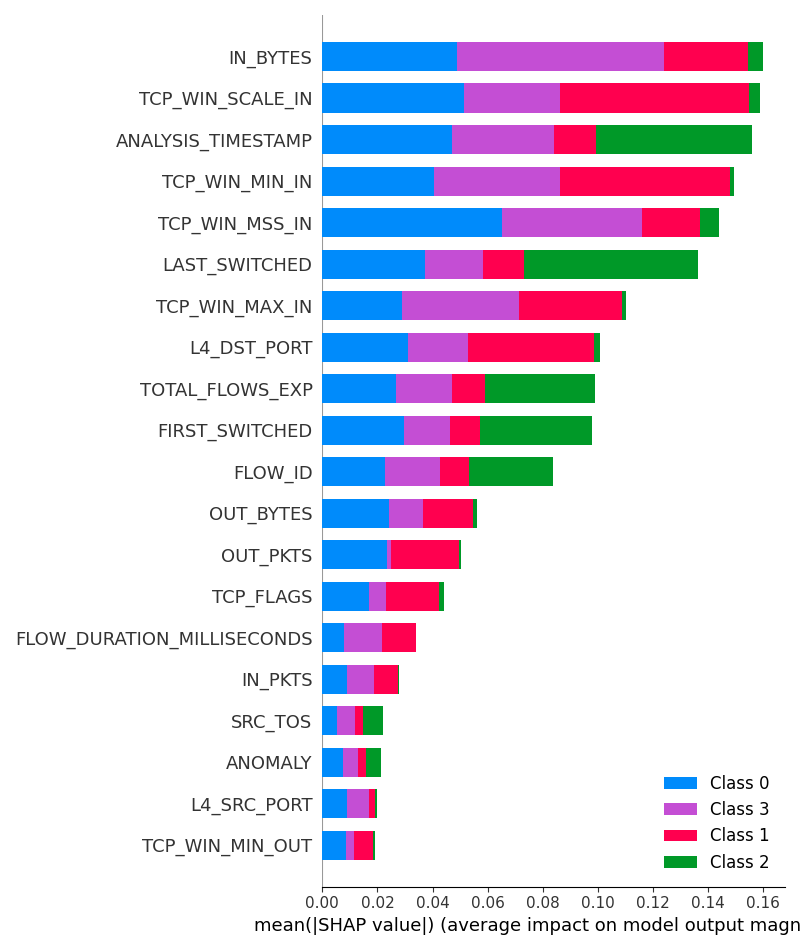 IN_BYTES
TCP_WIN_SCALE_IN
ANALYSIS_TIMESTAMP
TCP_WIN_MIN_IN
TCP_WIN_MSS_IN
LAST_SWITCHED
TCP_WIN_MAX_IN
L4_DST_PORT
TOTAL_FLOWS_EXP
FIRST_SWITCHED
FLOW_ID
OUT_BYTES
OUT_PKTS
TCP_FLAGS
FLOW_DURATION_MILLISECONDS
IN_PKTS
SRC_TOS
ANOMALY
L4_SRC_PORT
TCP_WIN_MIN_OUT
Class 0
Class 3
Class 1
Class 2
0.00 0.02 0.04 0.06 0.08 0.10 0.12 0.14 0.16
mean(|SHAP value|) (average impact on model output magn